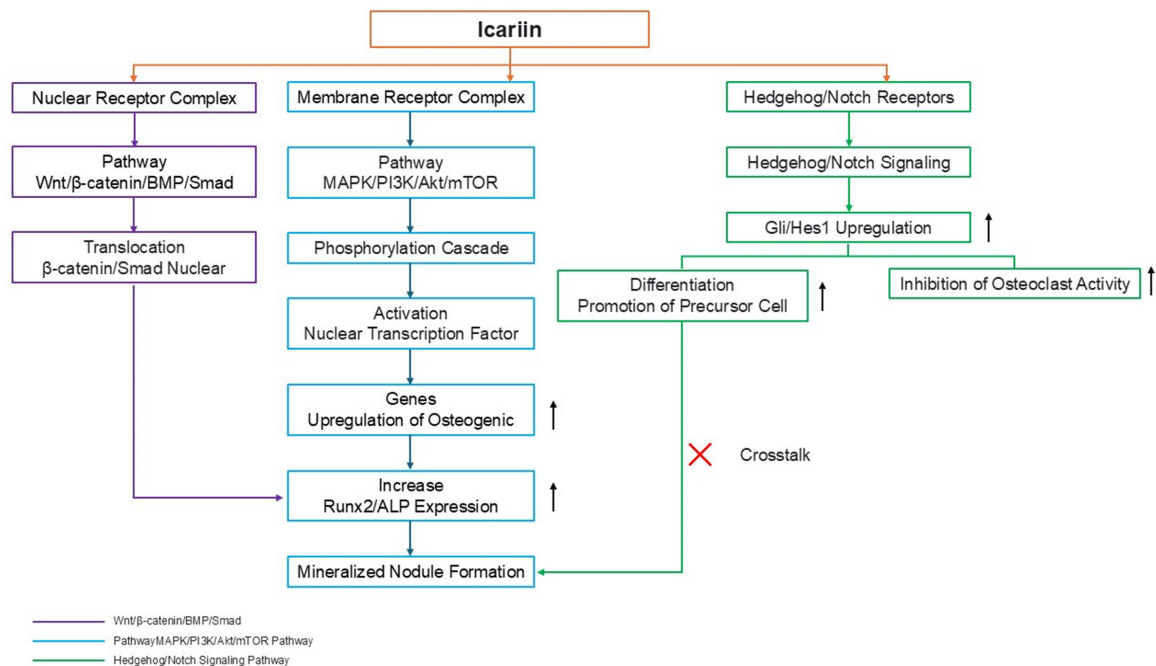 Icariin
Nuclear Receptor Complex
Membrane Receptor Complex
Hedgehog/Notch Receptors
Pathway
Wnt/β-catenin/BMP/Smad
Pathway
MAPK/PI3K/Akt/mTOR
Hedgehog/Notch Signaling
Gli/Hes1 Upregulation
Translocation
β-catenin/Smad Nuclear
Phosphorylation Cascade
Differentiation
Promotion of Precursor Cell
Inhibition of Osteoclast Activity
Activation
Nuclear Transcription Factor
Genes
Upregulation of Osteogenic
Crosstalk
Increase
Runx2/ALP Expression
Mineralized Nodule Formation
Wnt/β-catenin/BMP/Smad
PathwayMAPK/PI3K/Akt/mTOR Pathway
Hedgehog/Notch Signaling Pathway